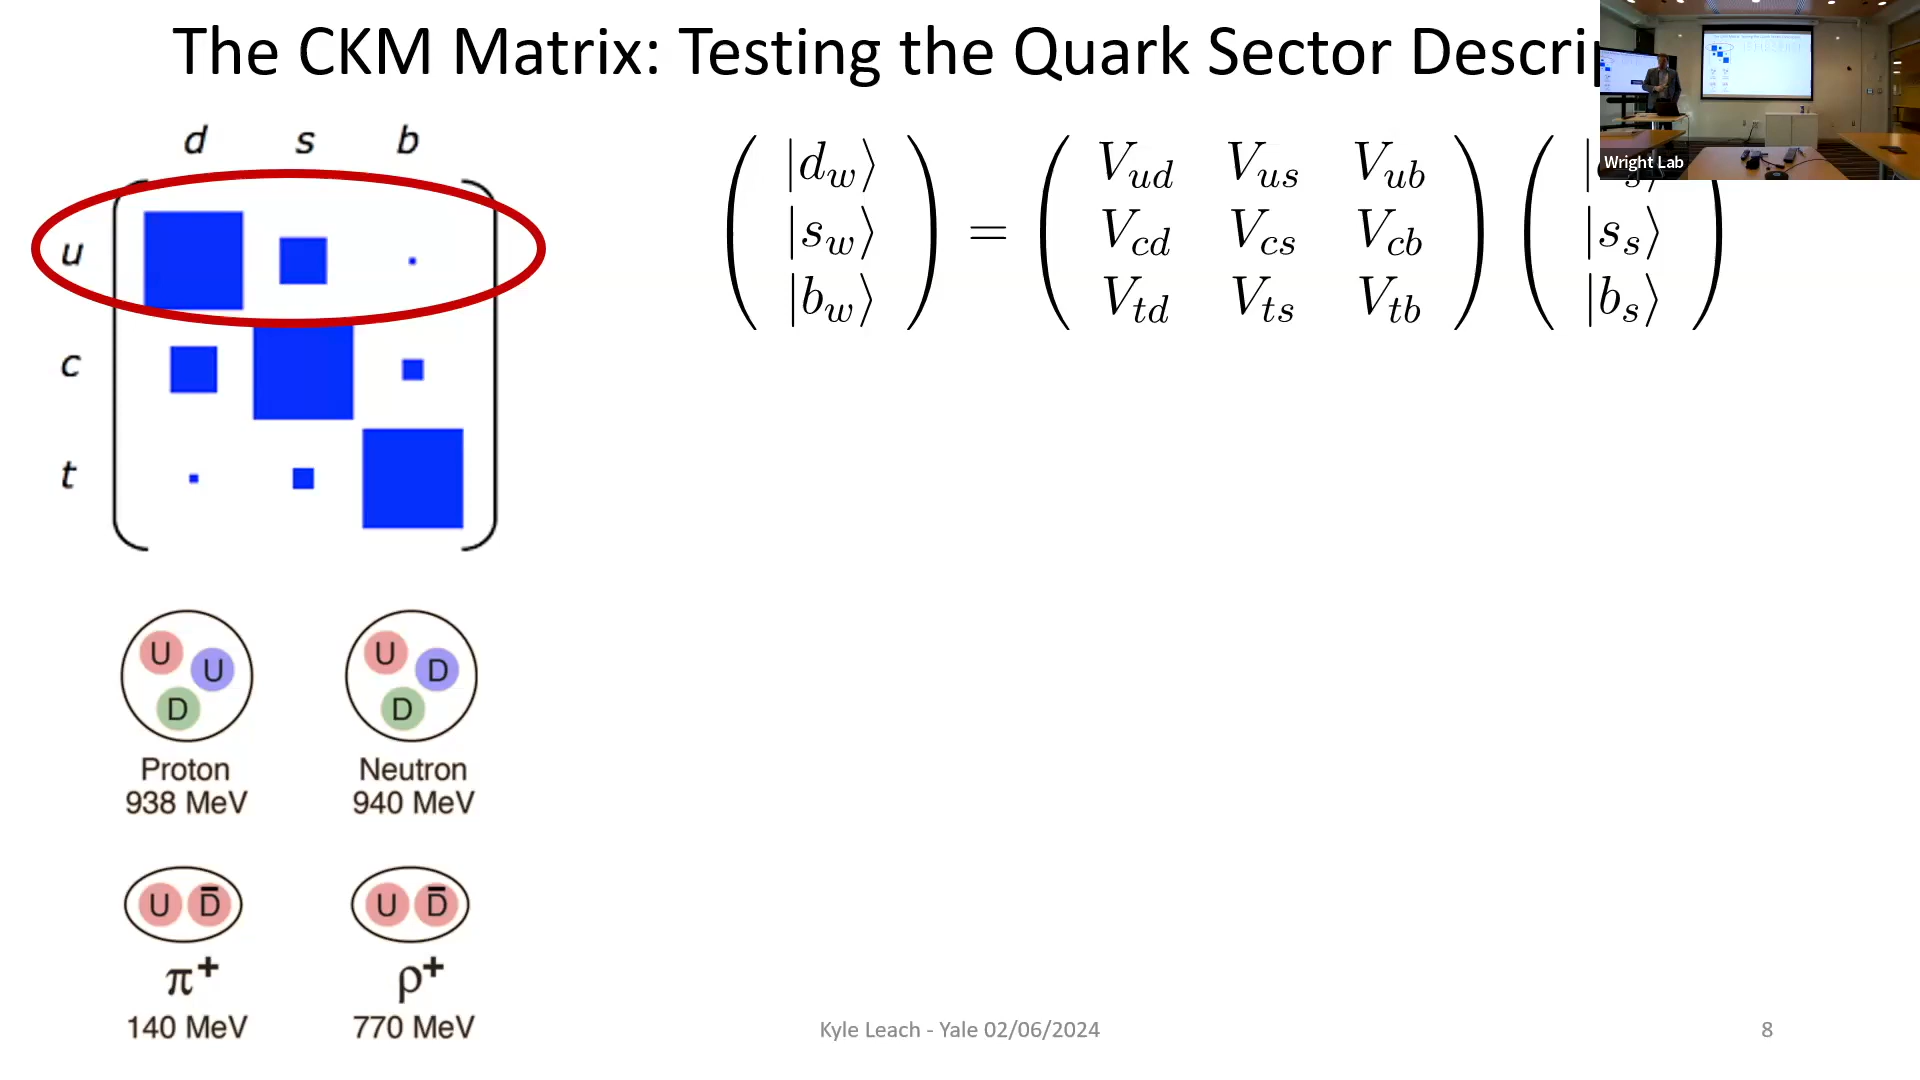 The CKM Matrix: Testing the Quark Sector Descrip
Wright Lab
d s b
u
c
t
|d_w⟩ = V_ud V_us V_ub
|s_w⟩ V_cd V_cs V_cb |s_s⟩
|b_w⟩ V_td V_ts V_tb |b_s⟩
U U D
U D D
Proton Neutron
938 MeV 940 MeV
U D̅ U D̅
π⁺ ρ⁺
140 MeV 770 MeV
Kyle Leach - Yale 02/06/2024
8